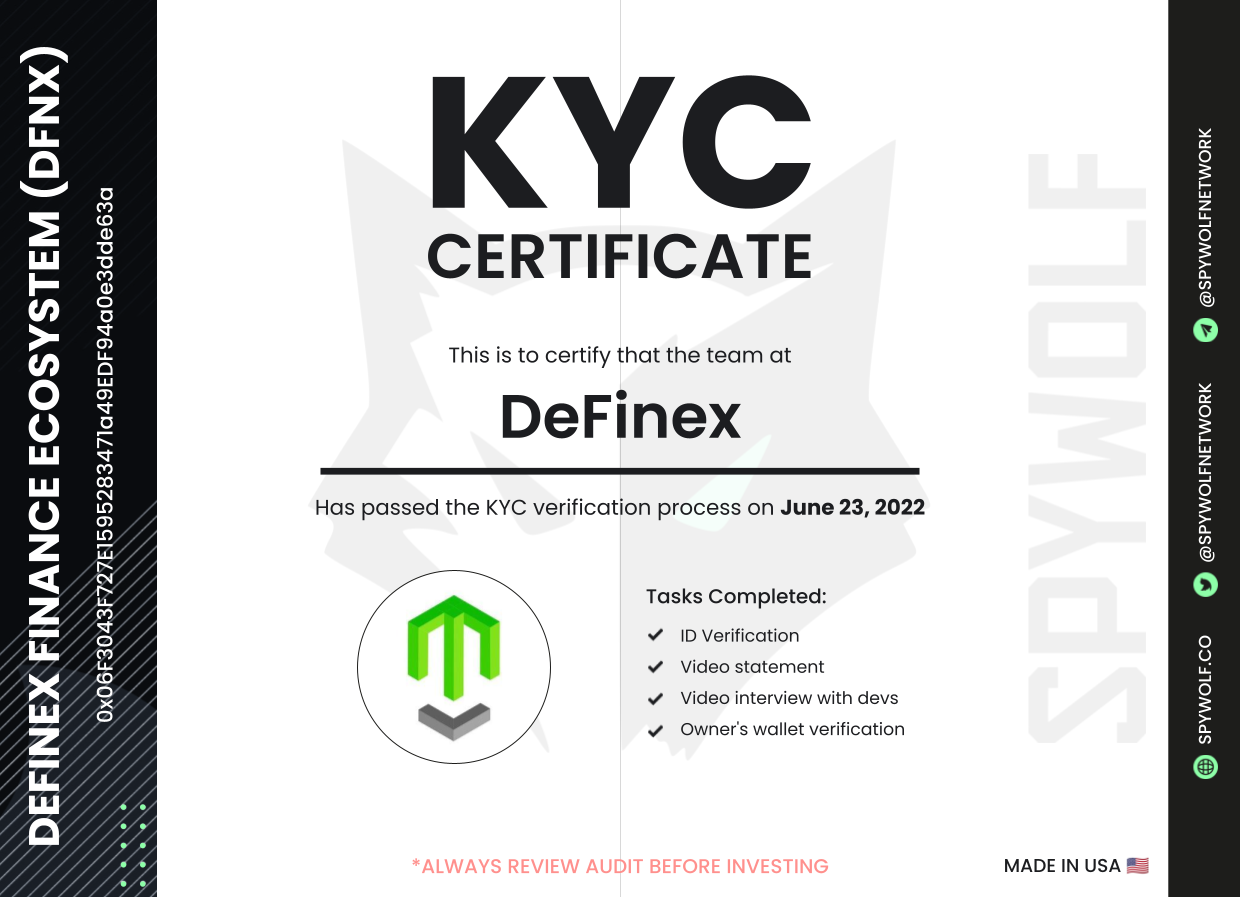 DEFINEX FINANCE ECOSYSTEM (DFNX)
0x06F3043F727E1595283471a49EDF94a0e3dde63a
KYC
CERTIFICATE
This is to certify that the team at
DeFinex
Has passed the KYC verification process on June 23, 2022
Tasks Completed:
ID Verification
Video statement
Video interview with devs
Owner's wallet verification
*ALWAYS REVIEW AUDIT BEFORE INVESTING
MADE IN USA 🇺🇸
SPYWOLF
SPYWOLF.CO
@SPYWOLFNETWORK
@SPYWOLFNETWORK